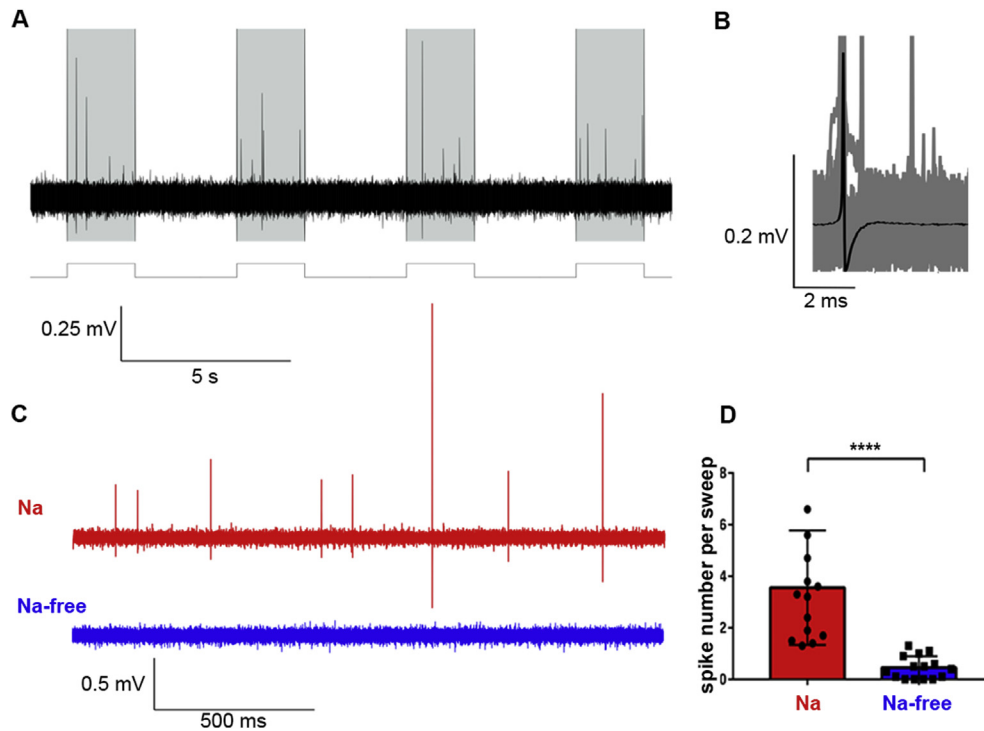 A
B
0.2 mV
2 ms
0.25 mV
5 s
C
D
Na
Na-free
0.5 mV
500 ms
****
spike number per sweep
8
6
4
2
0
Na
Na-free